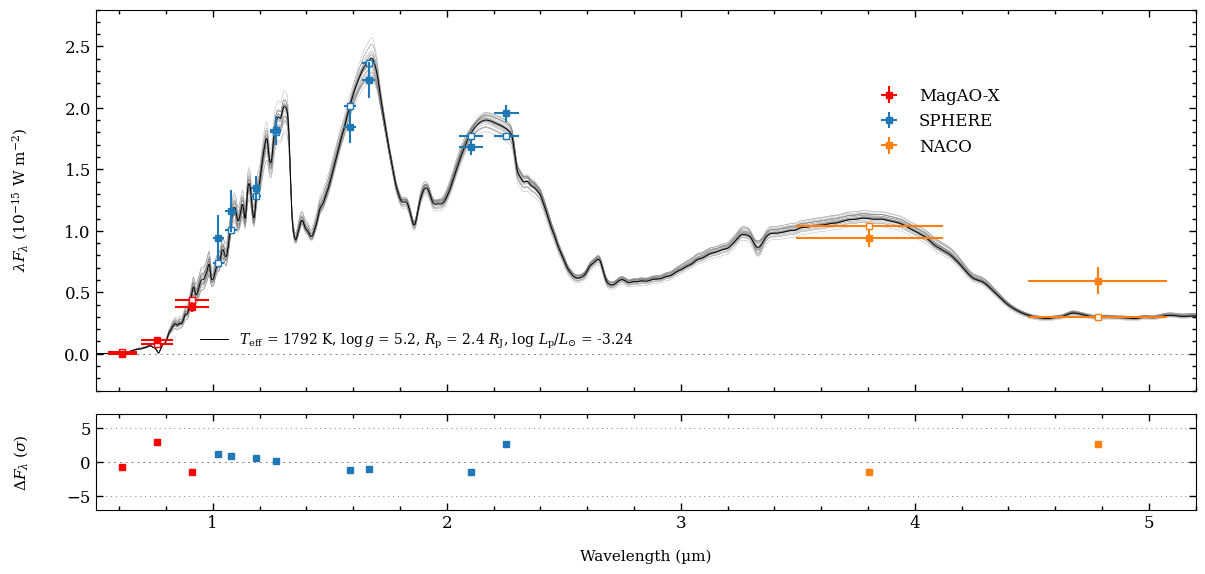 2.5
2.0
1.5
1.0
0.5
0.0
λF_λ (10⁻¹⁵ W m⁻²)
MagAO-X
SPHERE
NACO
T_eff = 1792 K, log g = 5.2, R_p = 2.4 R_J, log L_p/L_⊙ = -3.24
5
0
−5
ΔF_λ (σ)
1 2 3 4 5
Wavelength (µm)